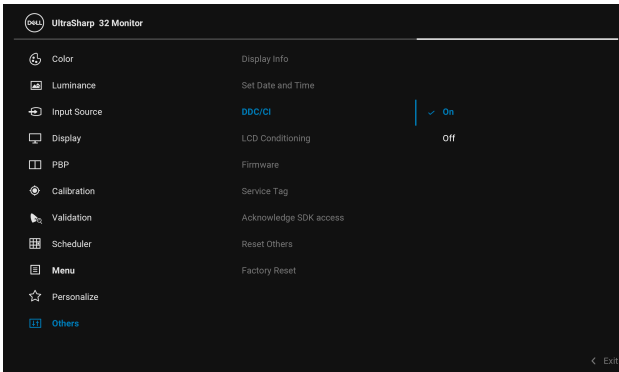 DELL UltraSharp 32 Monitor
Color
Luminance
Input Source
Display
PBP
Calibration
Validation
Scheduler
Menu
Personalize
Others
Display Info
Set Date and Time
DDC/CI
LCD Conditioning
Firmware
Service Tag
Acknowledge SDK access
Reset Others
Factory Reset
On
Off
Exit